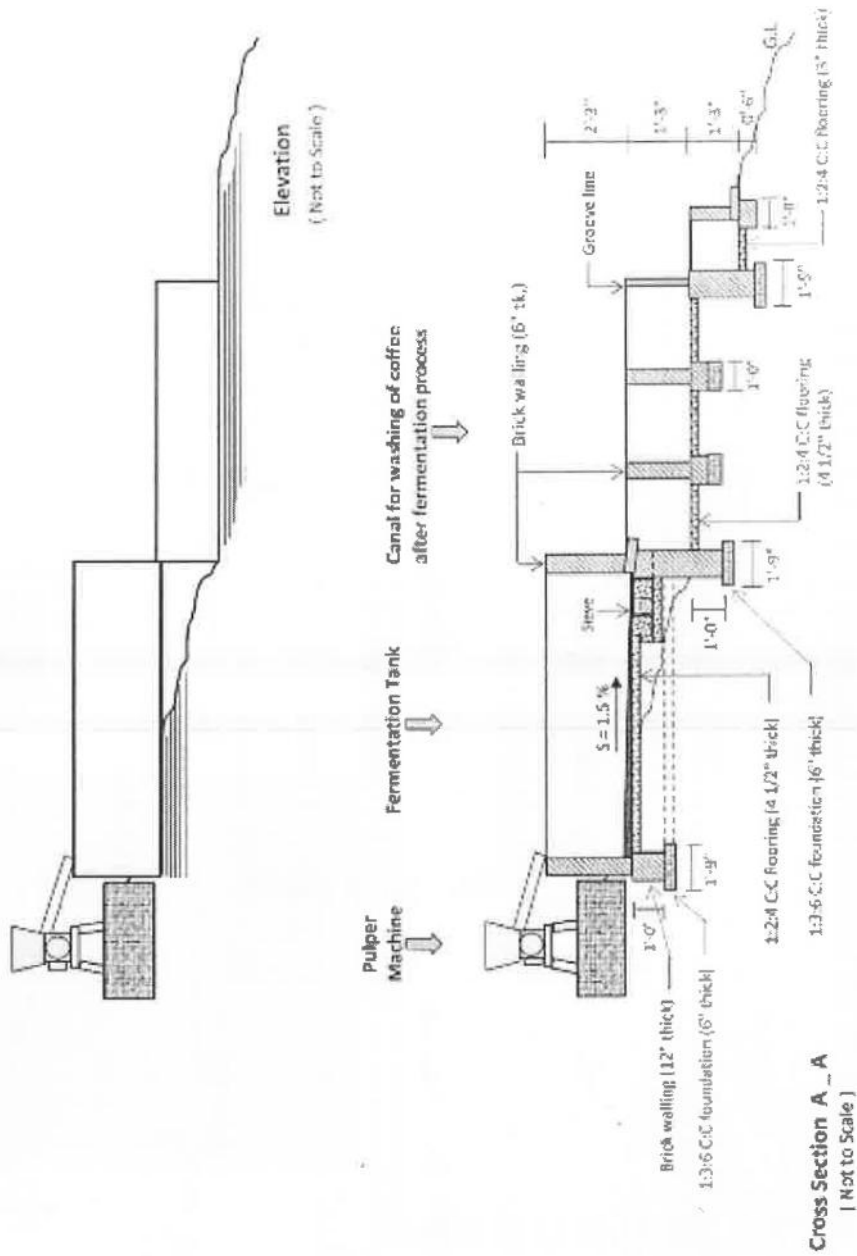 Elevation
( Not to Scale )
Pulper
Machine
Fermentation Tank
Canal for washing of coffee
after fermentation process
Brick walling (6" tk.)
Groove line
2'-9"
1'-3"
1'-3"
0'-6"
G.L
Sieve
S = 1.5 %
1'-0"
1'-9"
1'-0"
1'-9"
1'-0"
1'-0"
Brick walling (12" thick)
1:3:6 C:C foundation (6" thick)
1:2:4 C:C flooring (4 1/2" thick)
1:3:6 C:C foundation (6" thick)
1:2:4 C:C flooring
(4 1/2" thick)
1:2:4 C:C flooring (3" thick)
Cross Section A _ A
( Not to Scale )